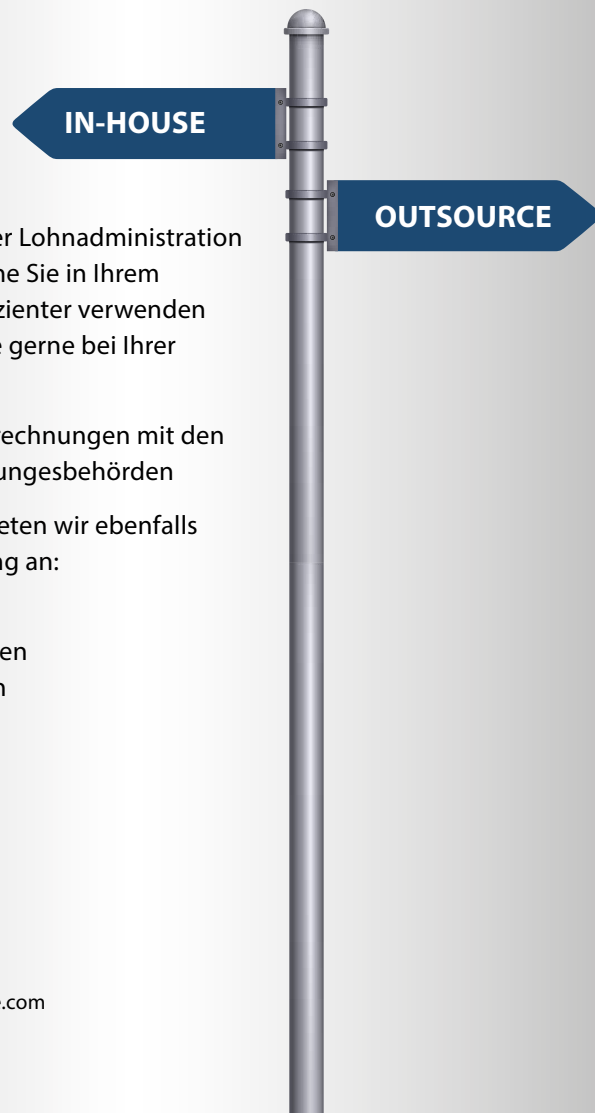 IN-HOUSE
OUTSOURCE
er Lohnadministration
ne Sie in Ihrem
zienter verwenden
e gerne bei Ihrer
rechnungen mit den
ungesbehörden
eten wir ebenfalls
ng an:
en
n
e.com